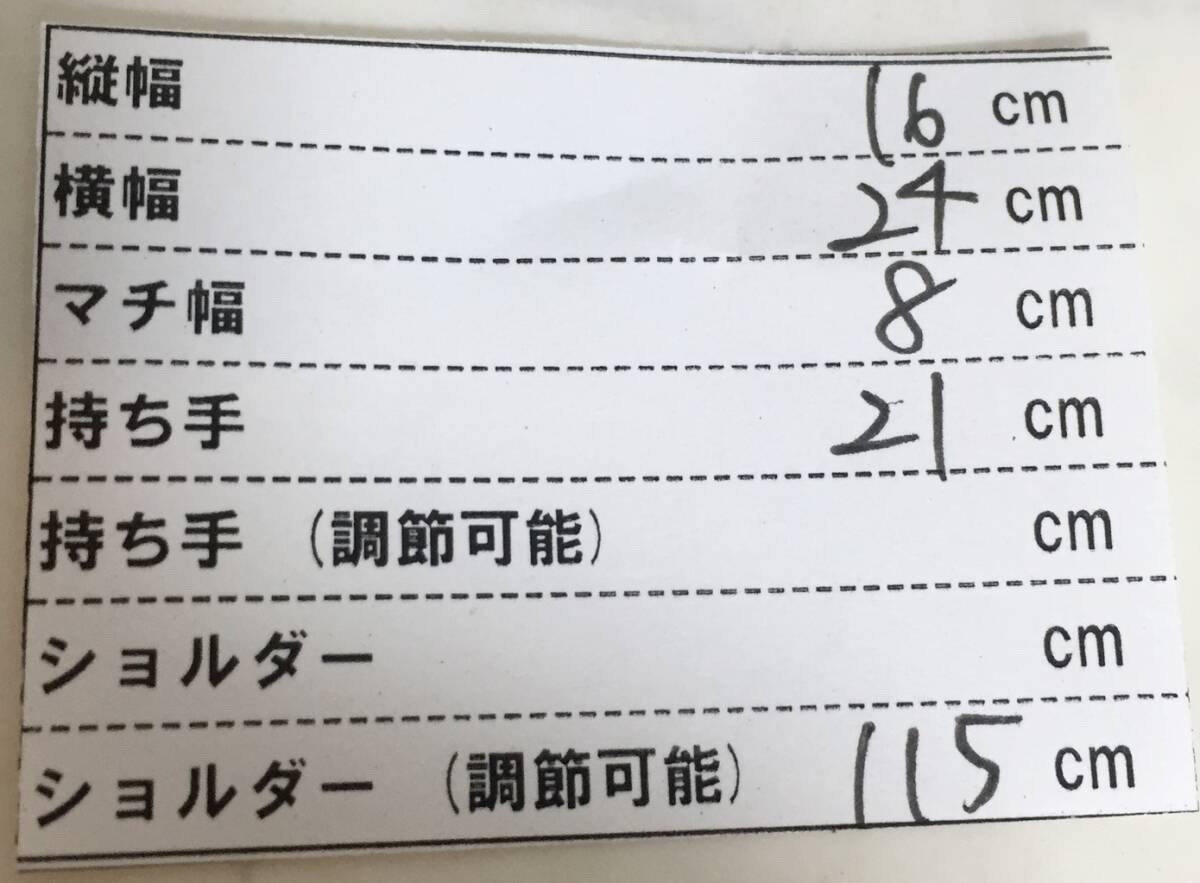 縦幅 16 cm
横幅 24 cm
マチ幅 8 cm
持ち手 21 cm
持ち手 (調節可能) cm
ショルダー cm
ショルダー (調節可能) 115 cm